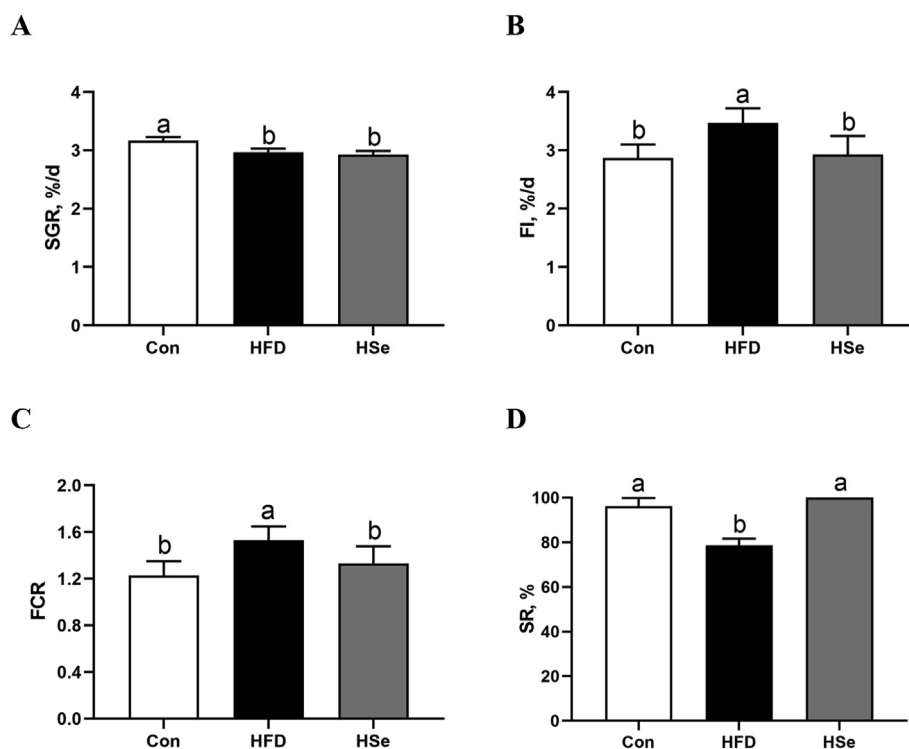 A
SGR, %/d
4
3
2
1
0
a
b
b
Con
HFD
HSe
B
FI, %/d
4
3
2
1
0
b
a
b
Con
HFD
HSe
C
FCR
2.0
1.6
1.2
0.8
0.4
0.0
b
a
b
Con
HFD
HSe
D
SR, %
100
80
60
40
20
0
a
b
a
Con
HFD
HSe